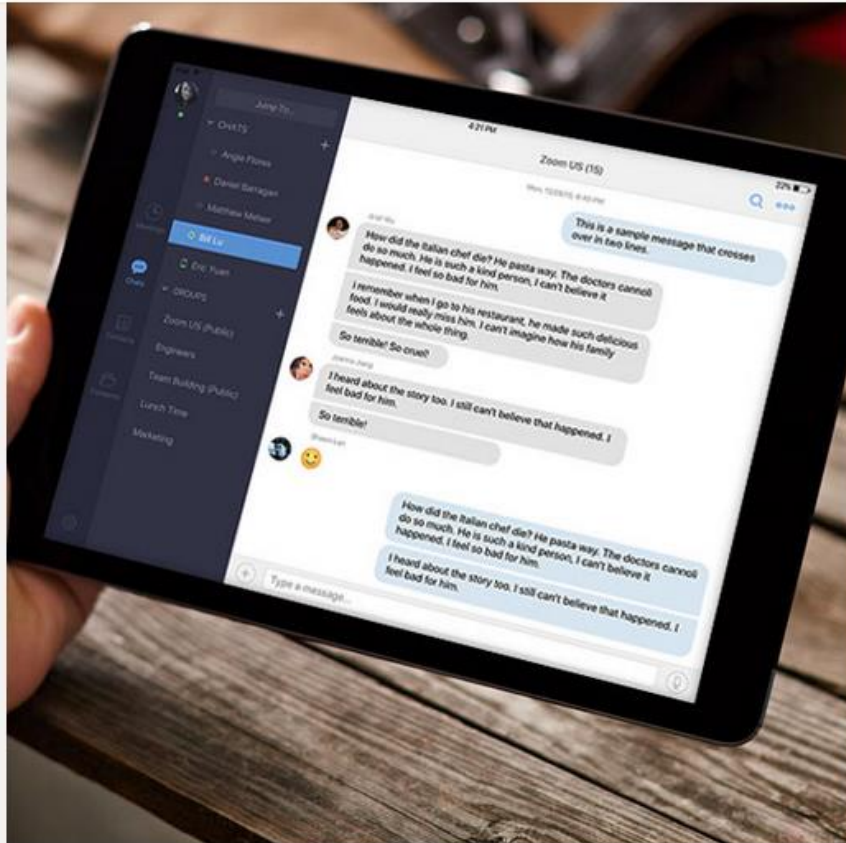 Jump To...
CHATS
Angie Flores
Daniel Barragan
Matthew Metwer
Bill Lu
Eric Yuan
GROUPS
Zoom US (Public)
Engineers
Team Building (Public)
Lunch Time
Marketing
Chats
4:21 PM
22%
Zoom US (15)
This is a sample message that crosses
over in two lines.
How did the Italian chef die? He pasta way. The doctors cannoli
do so much. He is such a kind person, I can't believe it
happened. I feel so bad for him.
I remember when I go to his restaurant, he made such delicious
food. I would really miss him. I can't imagine how his family
feels about the whole thing.
So terrible! So cruel!
I heard about the story too. I still can't believe that happened. I
feel bad for him.
So terrible!
How did the Italian chef die? He pasta way. The doctors cannoli
do so much. He is such a kind person, I can't believe it
happened. I feel so bad for him.
I heard about the story too. I still can't believe that happened. I
feel bad for him.
Type a message...